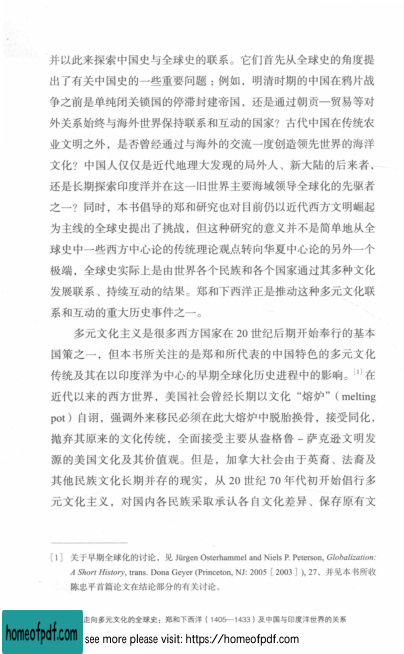 并以此来探索中国史与全球史的联系。它们首先从全球史的角度提
出了有关中国史的一些重要问题；例如，明清时期的中国在鸦片战
争之前是单纯闭关锁国的停滞封建帝国，还是通过朝贡—贸易等对
外关系始终与海外世界保持联系和互动的国家？古代中国在传统农
业文明之外，是否曾经通过与海外的交流一度创造领先世界的海洋
文化？中国人仅仅是近代地理大发现的局外人、新大陆的后来者，
还是长期探索印度洋并在这一旧世界主要海域领导全球化的先驱者
之一？同时，本书倡导的郑和研究也对目前仍以近代西方文明崛起
为主线的全球史提出了挑战，但这种研究的意义并不是简单地从全
球史中一些西方中心论的传统理论观点转向华夏中心论的另外一个
极端，全球史实际上是由世界各个民族和各个国家通过其多种文化
发展联系、持续互动的结果。郑和下西洋正是推动这种多元文化联
系和互动的重大历史事件之一。
多元文化主义是很多西方国家在 20 世纪后期开始奉行的基本
国策之一，但本书所关注的是郑和所代表的中国特色的多元文化
传统及其在以印度洋为中心的早期全球化历史进程中的影响。[1] 在
近代以来的西方世界，美国社会曾经长期以文化“熔炉”（melting
pot）自诩，强调外来移民必须在此大熔炉中脱胎换骨，接受同化，
抛弃其原来的文化传统，全面接受主要从盎格鲁－萨克逊文明发
源的美国文化及其价值观。但是，加拿大社会由于英裔、法裔及
其他民族文化长期并存的现实，从 20 世纪 70 年代初开始倡行多
元文化主义，对国内各民族采取承认各自文化差异、保存原有文
[1] 关于早期全球化的讨论，见 Jürgen Osterhammel and Niels P. Peterson, Globalization:
A Short History, trans. Dona Geyer (Princeton, NJ: 2005［2003］), 27，并见本书所收
陈忠平首篇论文在结论部分的有关讨论。
走向多元文化的全球史：郑和下西洋（1405—1433）及中国与印度洋世界的关系
homeofpdf.com
see more please visit: https://homeofpdf.com